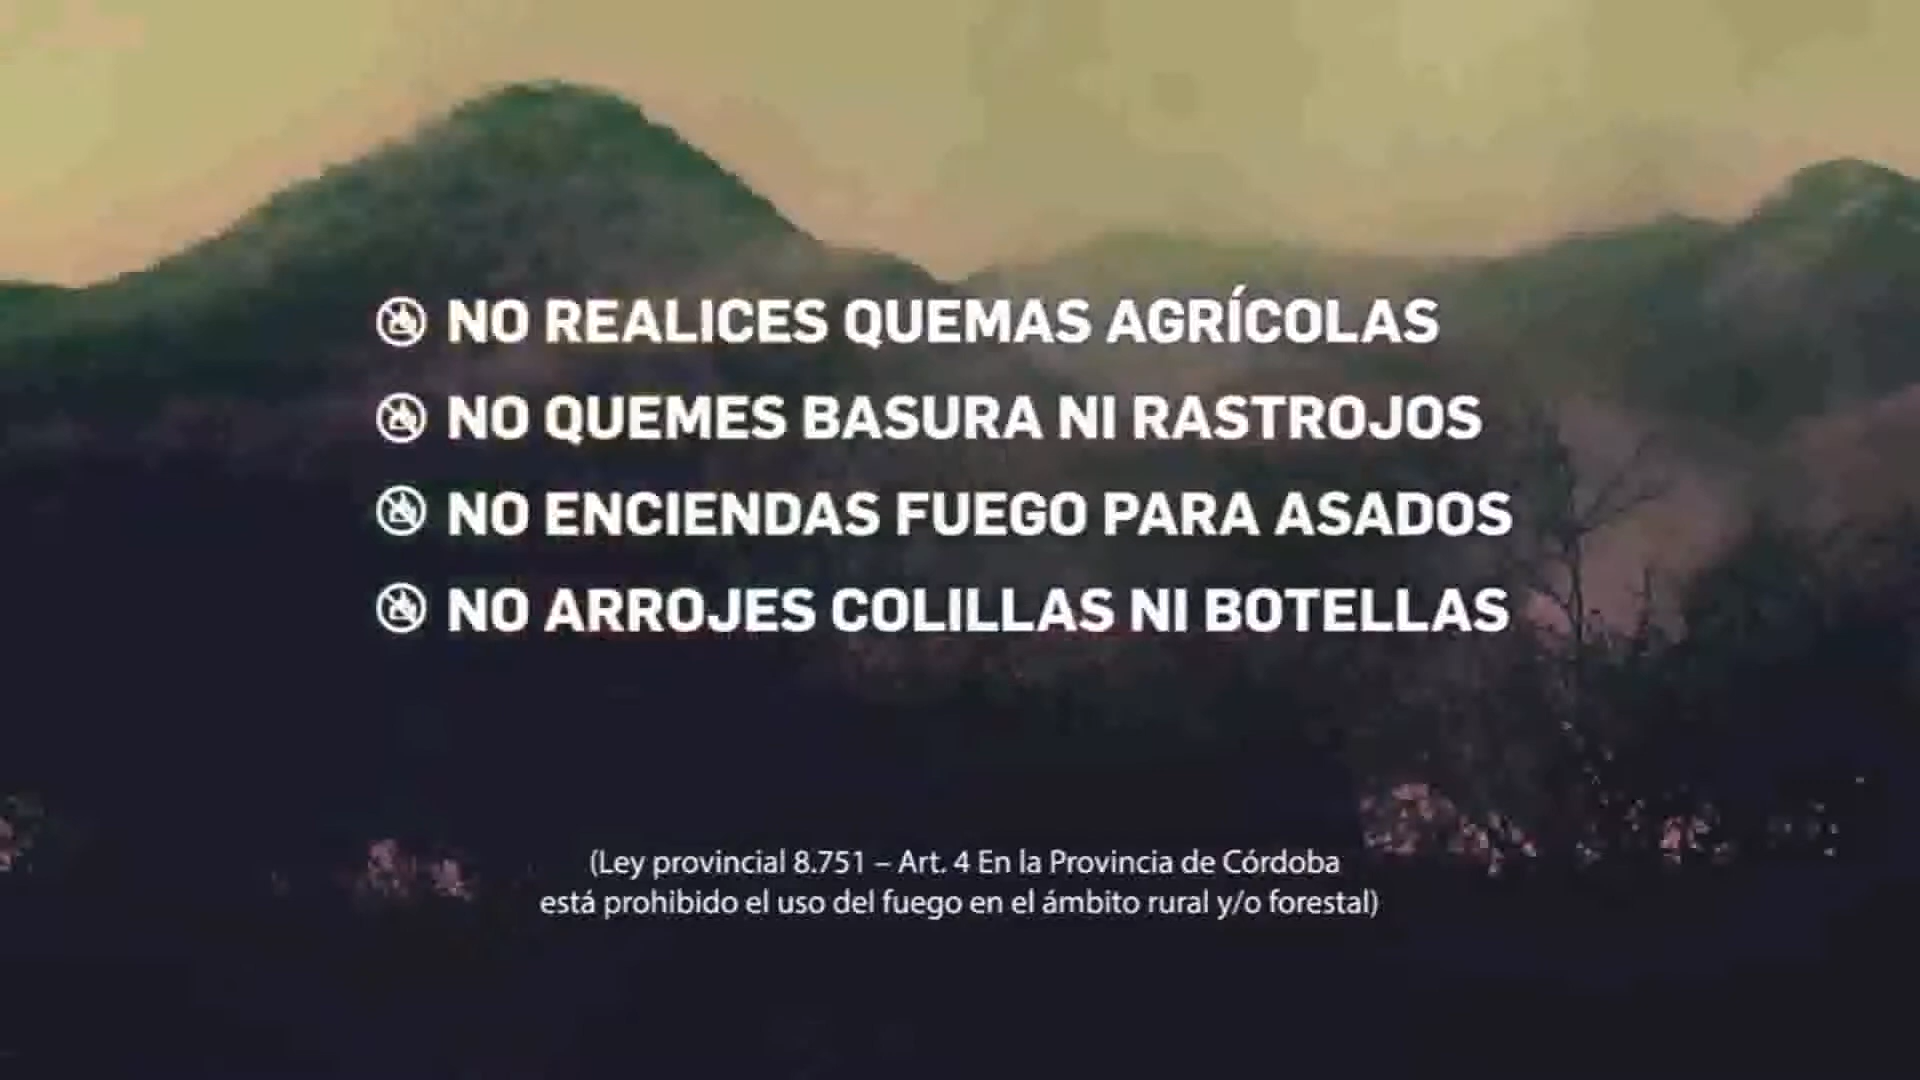 NO REALICES QUEMAS AGRÍCOLAS
NO QUEMES BASURA NI RASTROJOS
NO ENCIENDAS FUEGO PARA ASADOS
NO ARROJES COLILLAS NI BOTELLAS
(Ley provincial 8.751 – Art. 4 En la Provincia de Córdoba
está prohibido el uso del fuego en el ámbito rural y/o forestal)